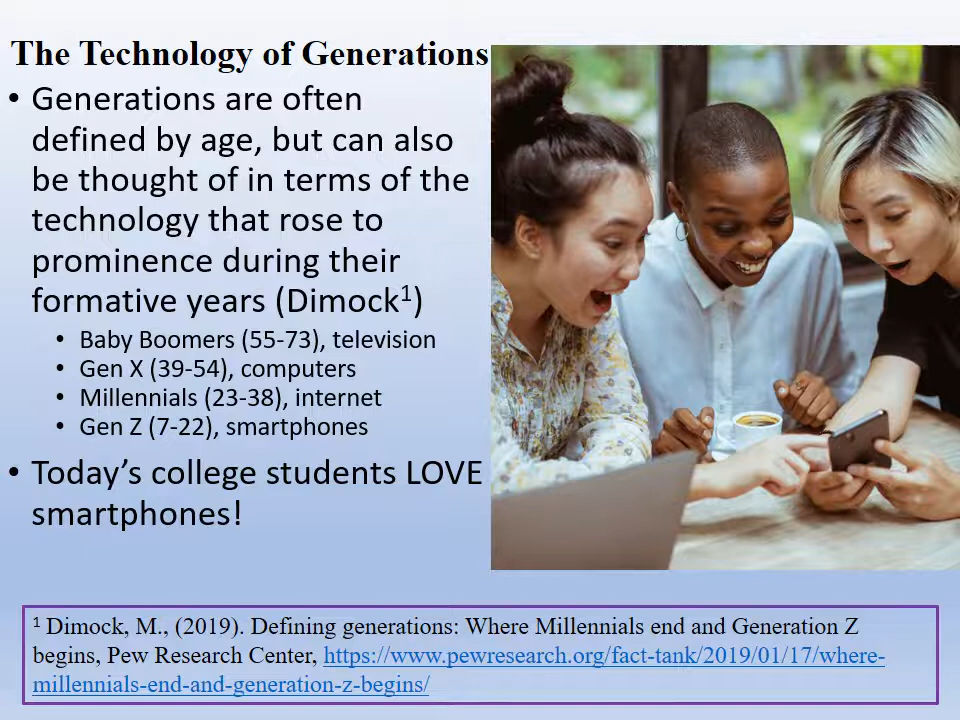 The Technology of Generations
• Generations are often
defined by age, but can also
be thought of in terms of the
technology that rose to
prominence during their
formative years (Dimock¹)
• Baby Boomers (55-73), television
• Gen X (39-54), computers
• Millennials (23-38), internet
• Gen Z (7-22), smartphones
• Today’s college students LOVE
smartphones!
¹ Dimock, M., (2019). Defining generations: Where Millennials end and Generation Z
begins, Pew Research Center, https://www.pewresearch.org/fact-tank/2019/01/17/where-
millennials-end-and-generation-z-begins/